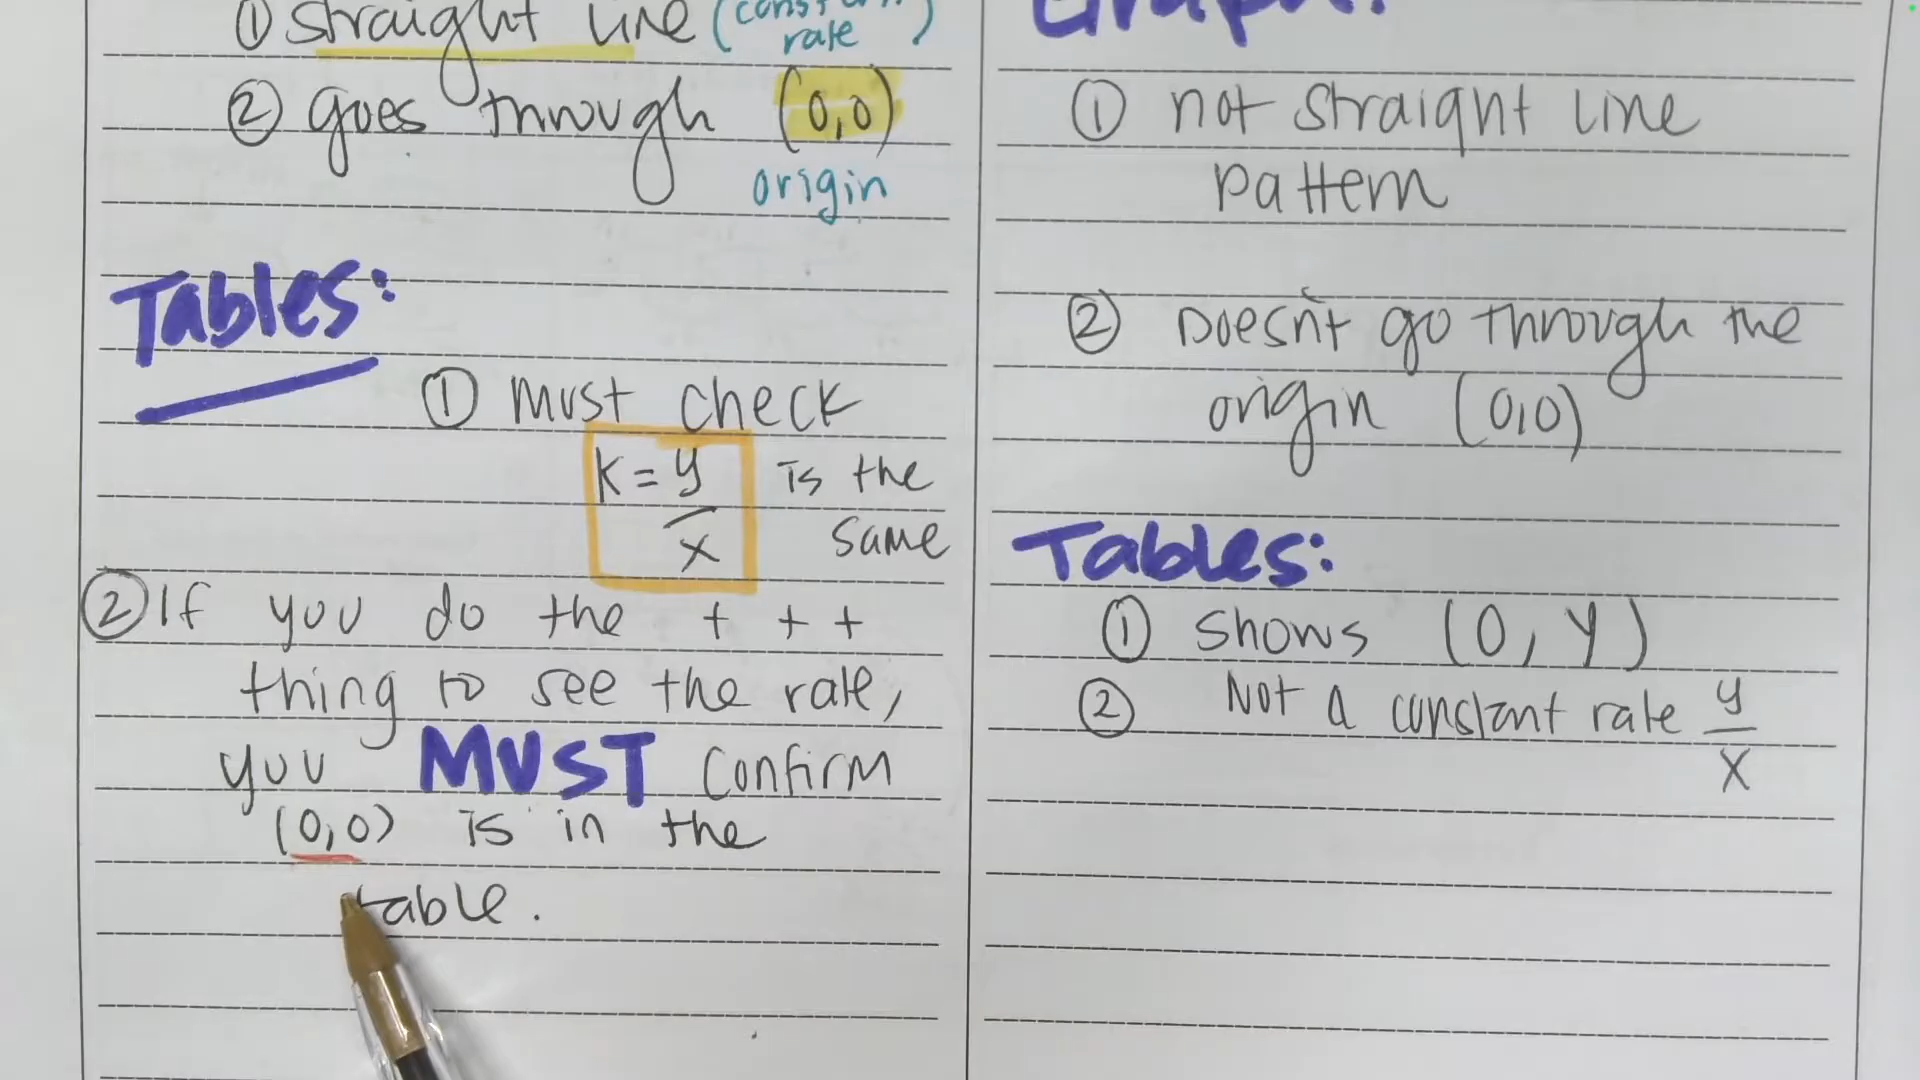 ① straight line (constant
rate)
② goes through (0,0)
origin
Tables:
① must check
K = y/x is the
same
② If you do the + + +
thing to see the rate,
you MUST confirm
(0,0) is in the
table.
Graph:
① not straight line
pattern
② Doesn't go through the
origin (0,0)
Tables:
① shows (0, y)
② Not a constant rate y/x